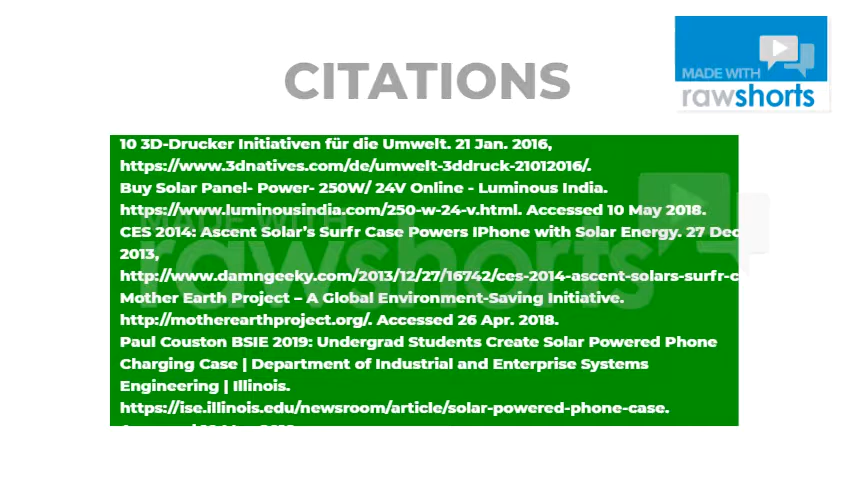 CITATIONS
MADE WITH
rawshorts
10 3D-Drucker Initiativen für die Umwelt. 21 Jan. 2016,
https://www.3dnatives.com/de/umwelt-3ddruck-21012016/.
Buy Solar Panel- Power- 250W/ 24V Online - Luminous India.
https://www.luminousindia.com/250-w-24-v.html. Accessed 10 May 2018.
CES 2014: Ascent Solar's Surfr Case Powers IPhone with Solar Energy. 27 Dec
2013,
http://www.damngeeky.com/2013/12/27/16742/ces-2014-ascent-solars-surfr-c
Mother Earth Project – A Global Environment-Saving Initiative.
http://motherearthproject.org/. Accessed 26 Apr. 2018.
Paul Couston BSIE 2019: Undergrad Students Create Solar Powered Phone
Charging Case | Department of Industrial and Enterprise Systems
Engineering | Illinois.
https://ise.illinois.edu/newsroom/article/solar-powered-phone-case.
MADE WITH
rawshorts